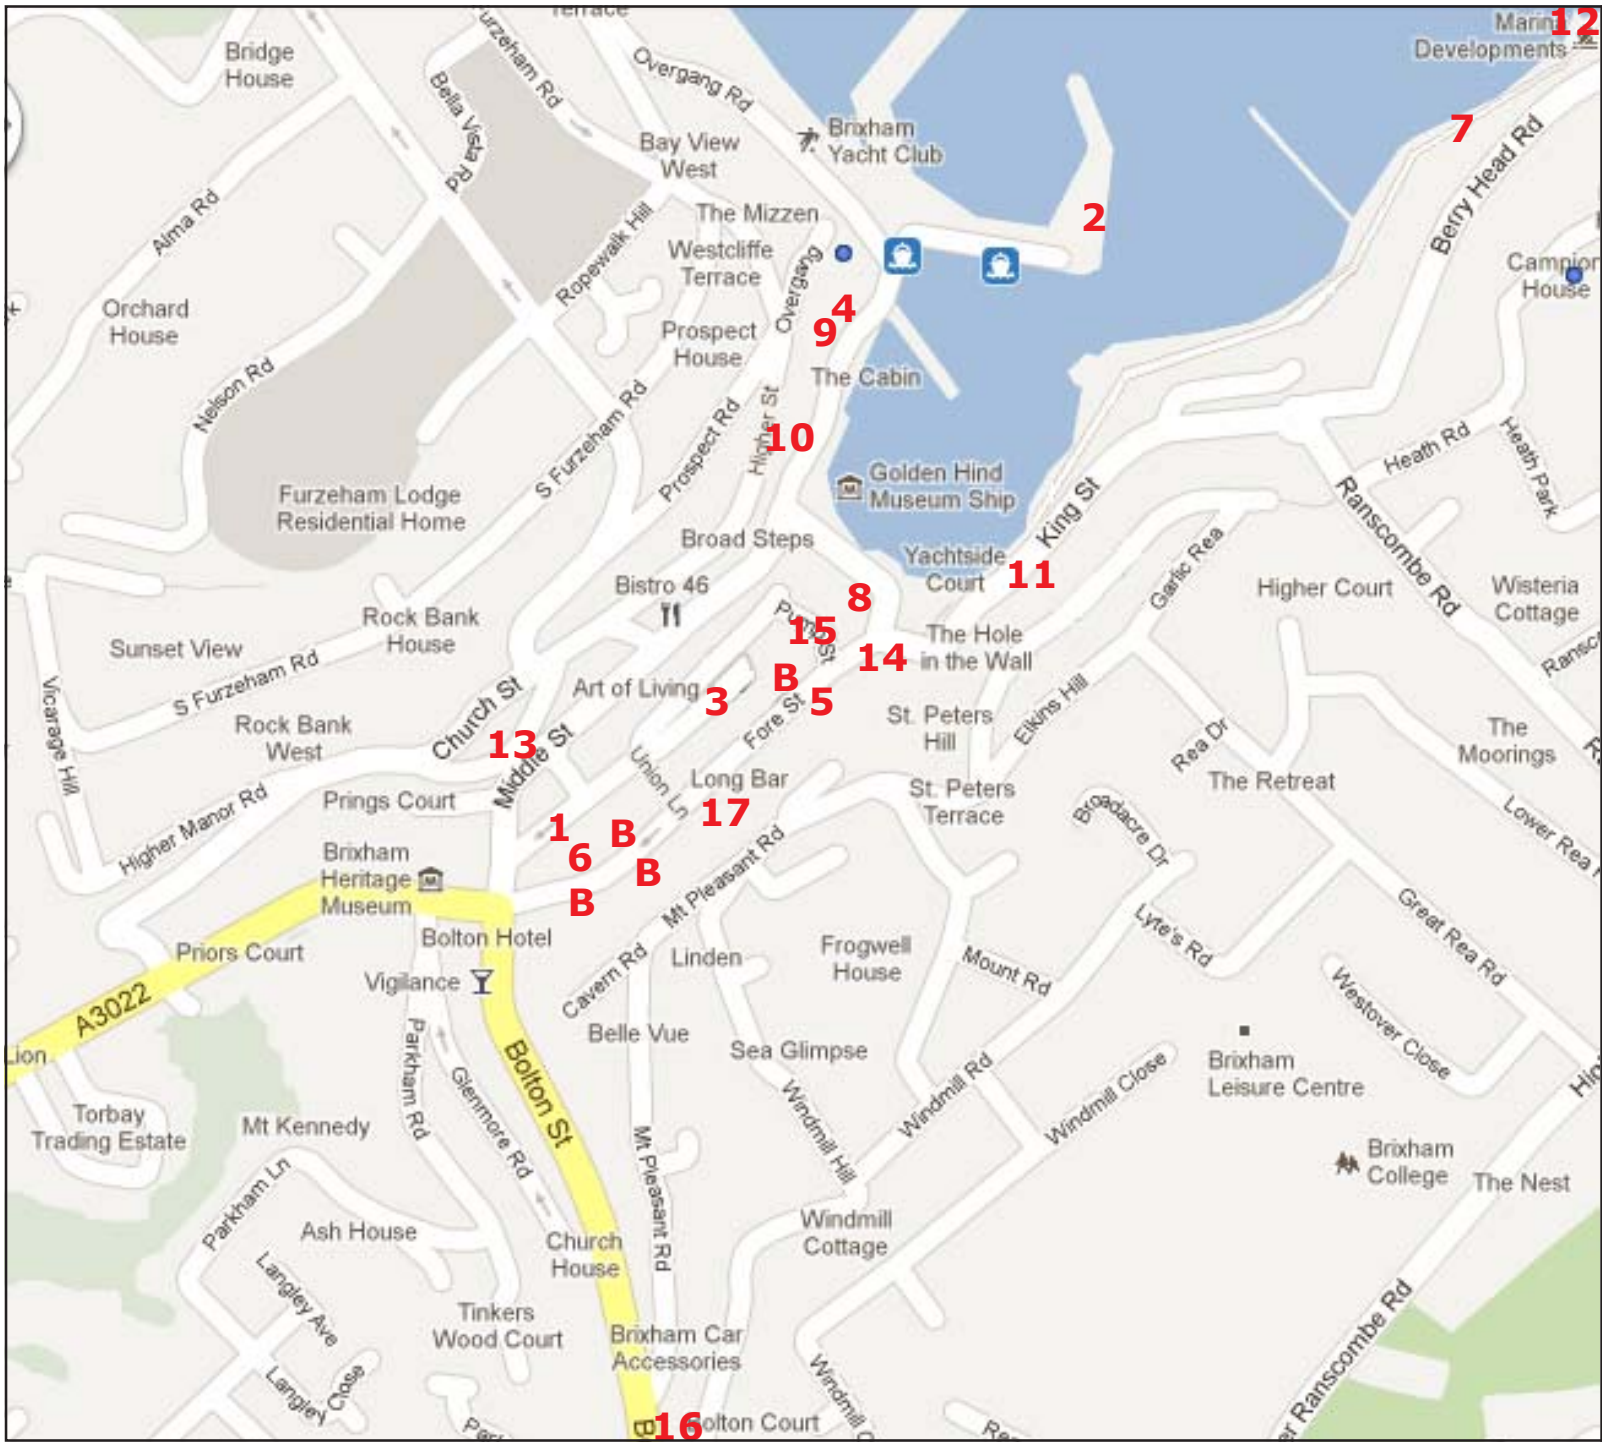 Terrace
Marina
Developments
12
Bridge
House
Furzeham Rd
Overgang Rd
Bella Vista Rd
Brixham
Yacht Club
7
Bay View
West
Berry Head Rd
Alma Rd
The Mizzen
2
Ropewalk Hill
Westcliffe
Terrace
Overgang
Campion
House
Orchard
House
4
9
Prospect
House
The Cabin
Nelson Rd
S Furzeham Rd
Prospect Rd
Higher St
10
Heath Rd
Heath Park
Golden Hind
Museum Ship
King St
Ranscombe Rd
Furzeham Lodge
Residential Home
Broad Steps
Yachtside
Court
11
Garlic Rea
Bistro 46
8
Higher Court
Wisteria
Cottage
Pump St
15
Rock Bank
House
The Hole
in the Wall
14
Sunset View
B
S Furzeham Rd
Art of Living
3
5
Fore St
St. Peters
Hill
Elkins Hill
Vicarage Hill
Church St
Rock Bank
West
13
Middle St
Rea Dr
The
Moorings
Union Ln
Long Bar
The Retreat
St. Peters
Terrace
Prings Court
17
Broadacre Dr
Higher Manor Rd
1
B
6
B
B
Lower Rea
Brixham
Heritage
Museum
Mt Pleasant Rd
Lyte's Rd
Great Rea Rd
Bolton Hotel
Priors Court
Linden
Frogwell
House
Mount Rd
Vigilance
Cavern Rd
Westover Close
A3022
Belle Vue
Sea Glimpse
Brixham
Leisure Centre
Lion
Parkham Rd
Glenmore Rd
Bolton St
Windmill Hill
Windmill Rd
Windmill Close
Torbay
Trading Estate
Mt Kennedy
Mt Pleasant Rd
Brixham
College
The Nest
Parkham Ln
Ash House
Church
House
Windmill
Cottage
Langley Ave
Tinkers
Wood Court
Brixham Car
Accessories
Ranscombe Rd
Langley Close
Windmill
16
Bolton Court